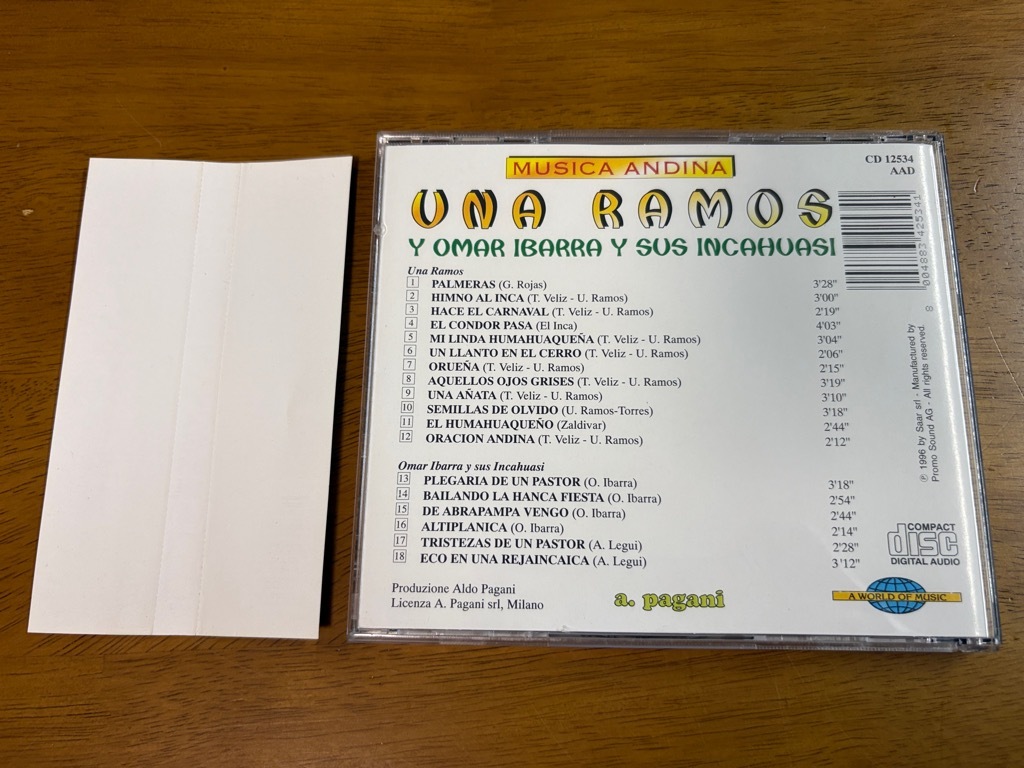 MUSICA ANDINA
CD 12534
AAD
UNA RAMOS
Y OMAR IBARRA Y SUS INCAHUASI
Una Ramos
1 PALMERAS (G. Rojas) 3'28"
2 HIMNO AL INCA (T. Veliz - U. Ramos) 3'00"
3 HACE EL CARNAVAL (T. Veliz - U. Ramos) 2'19"
4 EL CONDOR PASA (El Inca) 4'03"
5 MI LINDA HUMAHUAQUEÑA (T. Veliz - U. Ramos) 3'04"
6 UN LLANTO EN EL CERRO (T. Veliz - U. Ramos) 2'06"
7 ORUEÑA (T. Veliz - U. Ramos) 2'15"
8 AQUELLOS OJOS GRISES (T. Veliz - U. Ramos) 3'19"
9 UNA AÑATA (T. Veliz - U. Ramos) 3'10"
10 SEMILLAS DE OLVIDO (U. Ramos-Torres) 3'18"
11 EL HUMAHUAQUEÑO (Zaldivar) 2'44"
12 ORACION ANDINA (T. Veliz - U. Ramos) 2'12"
Omar Ibarra y sus Incahuasi
13 PLEGARIA DE UN PASTOR (O. Ibarra) 3'18"
14 BAILANDO LA HANCA FIESTA (O. Ibarra) 2'54"
15 DE ABRAPAMPA VENGO (O. Ibarra) 2'44"
16 ALTIPLANICA (O. Ibarra) 2'14"
17 TRISTEZAS DE UN PASTOR (A. Legui) 2'28"
18 ECO EN UNA REJAINCAICA (A. Legui) 3'12"
Produzione Aldo Pagani
Licenza A. Pagani srl, Milano
a. pagani
8 004883 425341
℗ 1996 by Saar srl - Manufactured by
Promo Sound AG - All rights reserved.
COMPACT
disc
DIGITAL AUDIO
A WORLD OF MUSIC